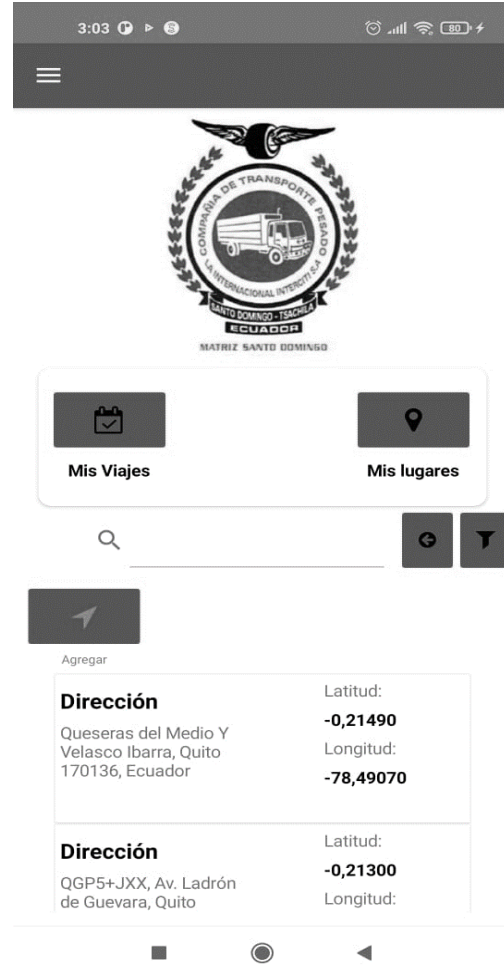 3:03
80
COMPAÑIA DE TRANSPORTE PESADO
LA INTERNACIONAL INTERCITI S.A
SANTO DOMINGO - TSACHILA
ECUADOR
MATRIZ SANTO DOMINGO
Mis Viajes
Mis lugares
Agregar
Dirección
Latitud:
Queseras del Medio Y
-0,21490
Velasco Ibarra, Quito
Longitud:
170136, Ecuador
-78,49070
Dirección
Latitud:
-0,21300
QGP5+JXX, Av. Ladrón
de Guevara, Quito
Longitud: